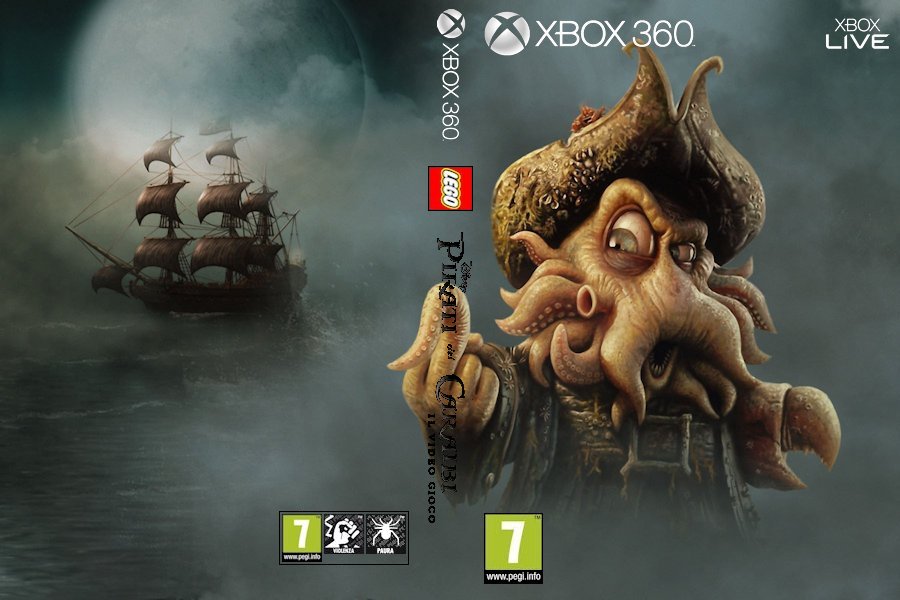 XBOX 360
LEGO
Disney
PIRATI dei CARAIBI
IL VIDEO GIOCO
7
www.pegi.info
VIOLENZA
PAURA
XBOX 360
XBOX
LIVE
7
www.pegi.info